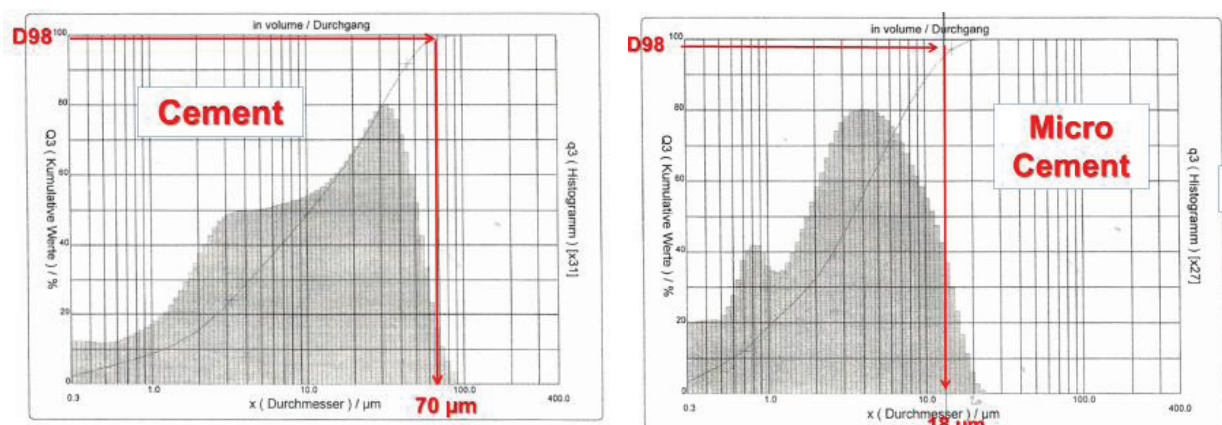 in volume / Durchgang
D98
100
80
60
40
20
0
Q3 ( Kumulative Werte ) / %
Cement
q3 ( Histogramm ) [x31]
0.3
1.0
10.0
100.0
400.0
x ( Durchmesser ) / µm
70 µm
in volume / Durchgang
D98
100
80
60
40
20
0
Q3 ( Kumulative Werte ) / %
Micro
Cement
q3 ( Histogramm ) [x27]
0.3
1.0
10.0
100.0
400.0
x ( Durchmesser ) / µm
18 µm